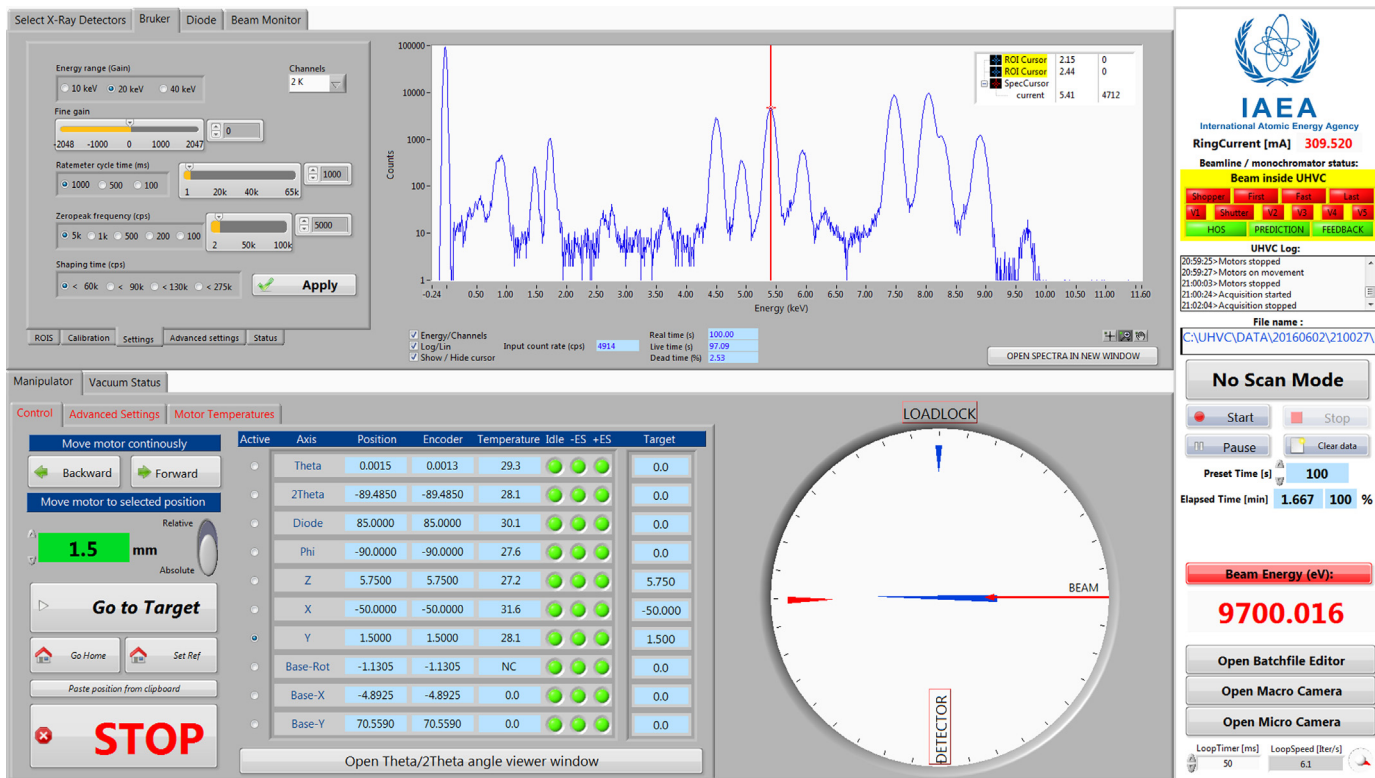 Select X-Ray Detectors Bruker Diode Beam Monitor
Energy range (Gain)
10 keV 20 keV 40 keV
Channels
2 K
Fine gain
0
-2048 -1000 0 1000 2047
Ratemeter cycle time (ms)
1000 500 100
1 20k 40k 65k
1000
Zeropeak frequency (cps)
5k 1k 500 200 100
2 50k 100k
5000
Shaping time (cps)
< 60k < 90k < 130k < 275k
Apply
ROIS Calibration Settings Advanced settings Status
Counts
100000
10000
1000
100
10
1
-0.24 0.50 1.00 1.50 2.00 2.50 3.00 3.50 4.00 4.50 5.00 5.50 6.00 6.50 7.00 7.50 8.00 8.50 9.00 9.50 10.00 10.50 11.00 11.60
Energy (keV)
ROI Cursor 2.15 0
ROI Cursor 2.44 0
SpecCursor
current 5.41 4712
Energy/Channels
Log/Lin
Show / Hide cursor
Input count rate (cps) 4914
Real time (s) 100.00
Live time (s) 97.09
Dead time (%) 2.53
OPEN SPECTRA IN NEW WINDOW
IAEA
International Atomic Energy Agency
RingCurrent [mA] 309.520
Beamline / monochromator status:
Beam inside UHVC
Shopper First Fast Last
V1 Shutter V2 V3 V4 V5
HOS PREDICTION FEEDBACK
UHVC Log:
20:59:25>Motors stopped
20:59:27>Motors on movement
21:00:03>Motors stopped
21:00:24>Acquisition started
21:02:04>Acquisition stopped
File name :
C:\UHVC\DATA\20160602\210027\
No Scan Mode
Start Stop
Pause Clear data
Preset Time [s] 100
Elapsed Time [min] 1.667 100 %
Beam Energy (eV):
9700.016
Open Batchfile Editor
Open Macro Camera
Open Micro Camera
LoopTimer [ms] LoopSpeed [Iter/s]
50 6.1
Manipulator Vacuum Status
Control Advanced Settings Motor Temperatures
Move motor continously
Backward Forward
Move motor to selected position
Relative
1.5 mm
Absolute
Go to Target
Go Home Set Ref
Paste position from clipboard
STOP
Active Axis Position Encoder Temperature Idle -ES +ES Target
Theta 0.0015 0.0013 29.3 0.0
2Theta -89.4850 -89.4850 28.1 0.0
Diode 85.0000 85.0000 30.1 0.0
Phi -90.0000 -90.0000 27.6 0.0
Z 5.7500 5.7500 27.2 5.750
X -50.0000 -50.0000 31.6 -50.000
Y 1.5000 1.5000 28.1 1.500
Base-Rot -1.1305 -1.1305 NC 0.0
Base-X -4.8925 -4.8925 0.0 0.0
Base-Y 70.5590 70.5590 0.0 0.0
Open Theta/2Theta angle viewer window
LOADLOCK
BEAM
DETECTOR